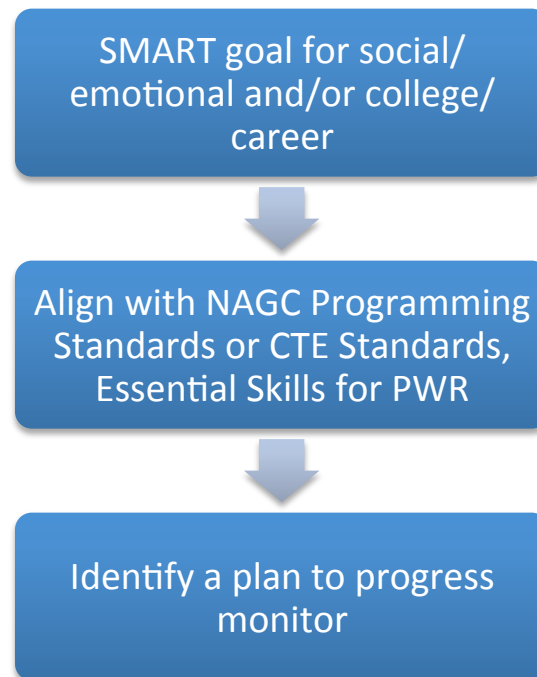 SMART goal for social/
emotional and/or college/
career
Align with NAGC Programming
Standards or CTE Standards,
Essential Skills for PWR
Identify a plan to progress
monitor